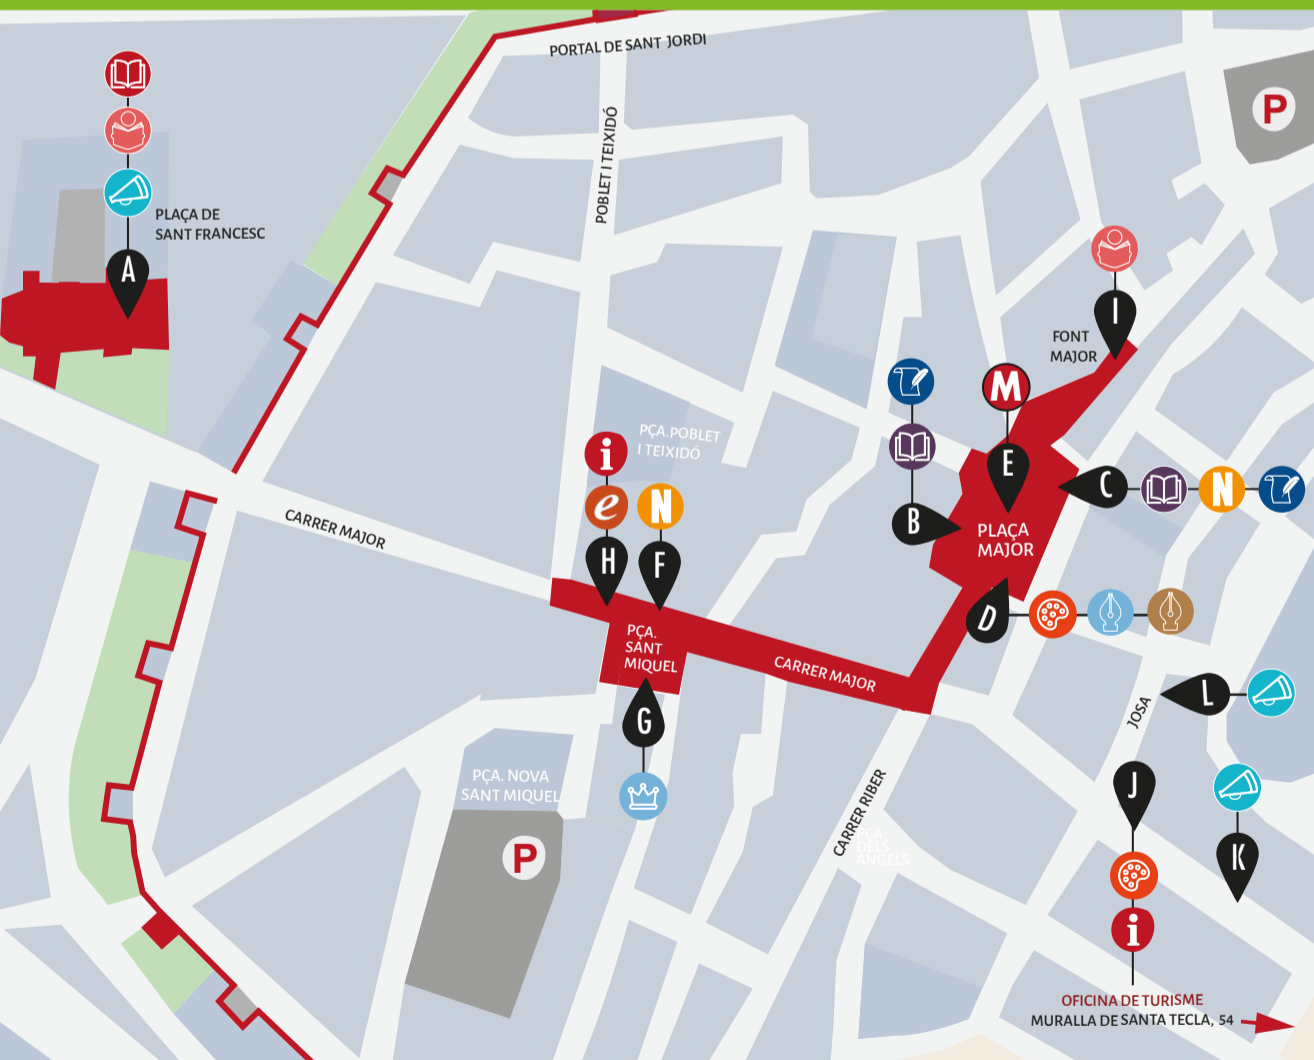 PORTAL DE SANT JORDI
POBLET I TEIXIDÓ
P
PLAÇA DE
SANT FRANCESC
A
I
FONT
MAJOR
M
E
PÇA.POBLET
I TEIXIDÓ
i
e
N
H
F
B
C
N
PLAÇA
MAJOR
CARRER MAJOR
D
PÇA.
SANT
MIQUEL
CARRER MAJOR
L
JOSA
G
PÇA. NOVA
SANT MIQUEL
J
CARRER RIBER
PÇA.
DELS
ÀNGELS
P
K
i
OFICINA DE TURISME
MURALLA DE SANTA TECLA, 54